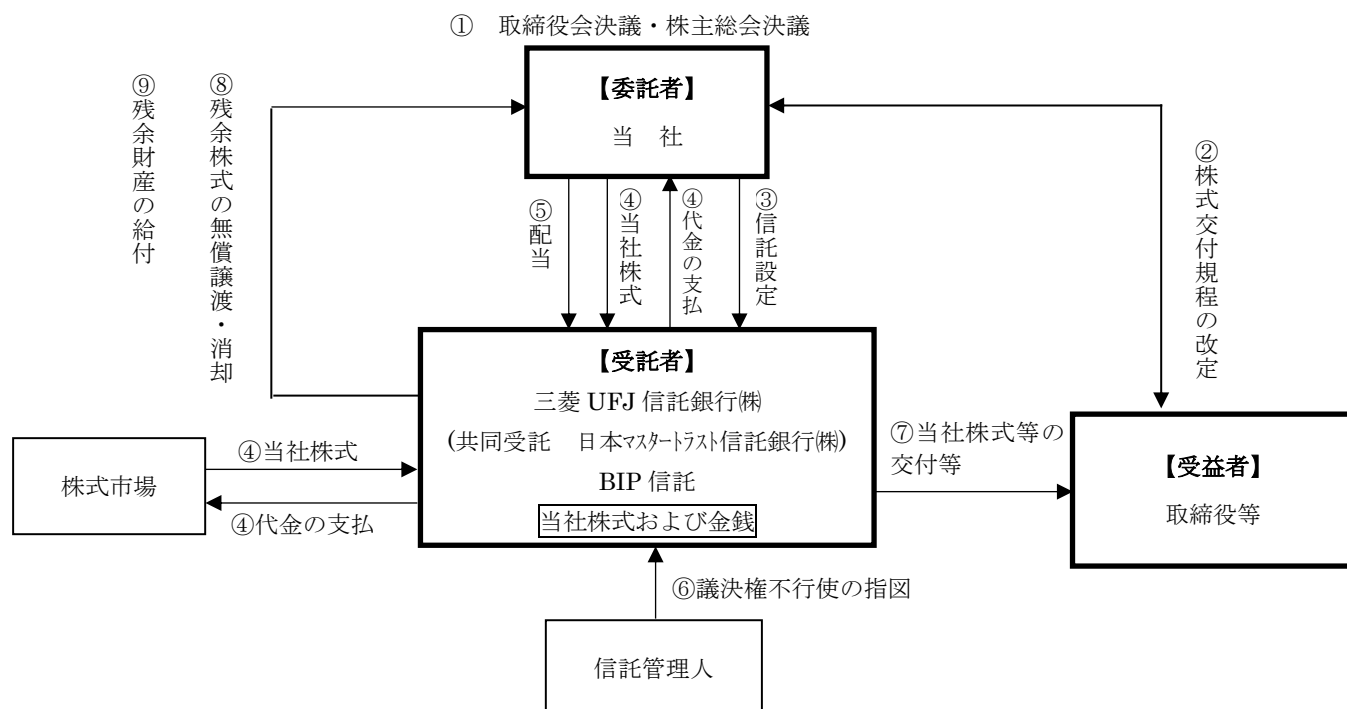 ① 取締役会決議・株主総会決議
⑨残余財産の給付
⑧残余株式の無償譲渡・消却
【委託者】
当 社
②株式交付規程の改定
⑤配当
④当社株式
④代金の支払
③信託設定
【受託者】
三菱 UFJ 信託銀行㈱
(共同受託 日本ﾏｽﾀｰﾄﾗｽﾄ信託銀行㈱)
BIP 信託
当社株式および金銭
株式市場
④当社株式
④代金の支払
⑦当社株式等の
交付等
【受益者】
取締役等
⑥議決権不行使の指図
信託管理人